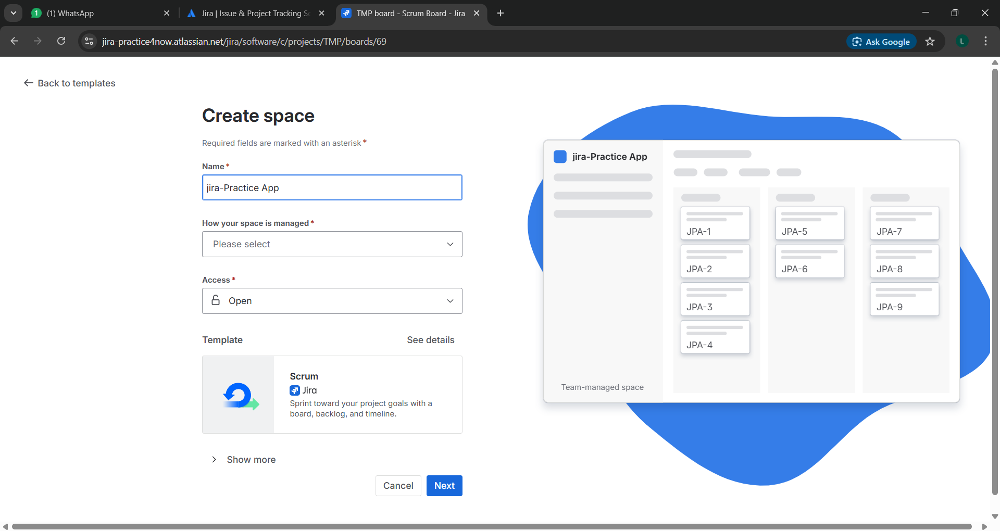 1 (1) WhatsApp
Jira | Issue & Project Tracking S
TMP board - Scrum Board - Jira
jira-practice4now.atlassian.net/jira/software/c/projects/TMP/boards/69
Ask Google
L
Back to templates
Create space
Required fields are marked with an asterisk *
Name *
jira-Practice App
How your space is managed *
Please select
Access *
Open
Template
See details
Scrum
Jira
Sprint toward your project goals with a
board, backlog, and timeline.
Show more
Cancel
Next
jira-Practice App
JPA-1
JPA-2
JPA-3
JPA-4
JPA-5
JPA-6
JPA-7
JPA-8
JPA-9
Team-managed space